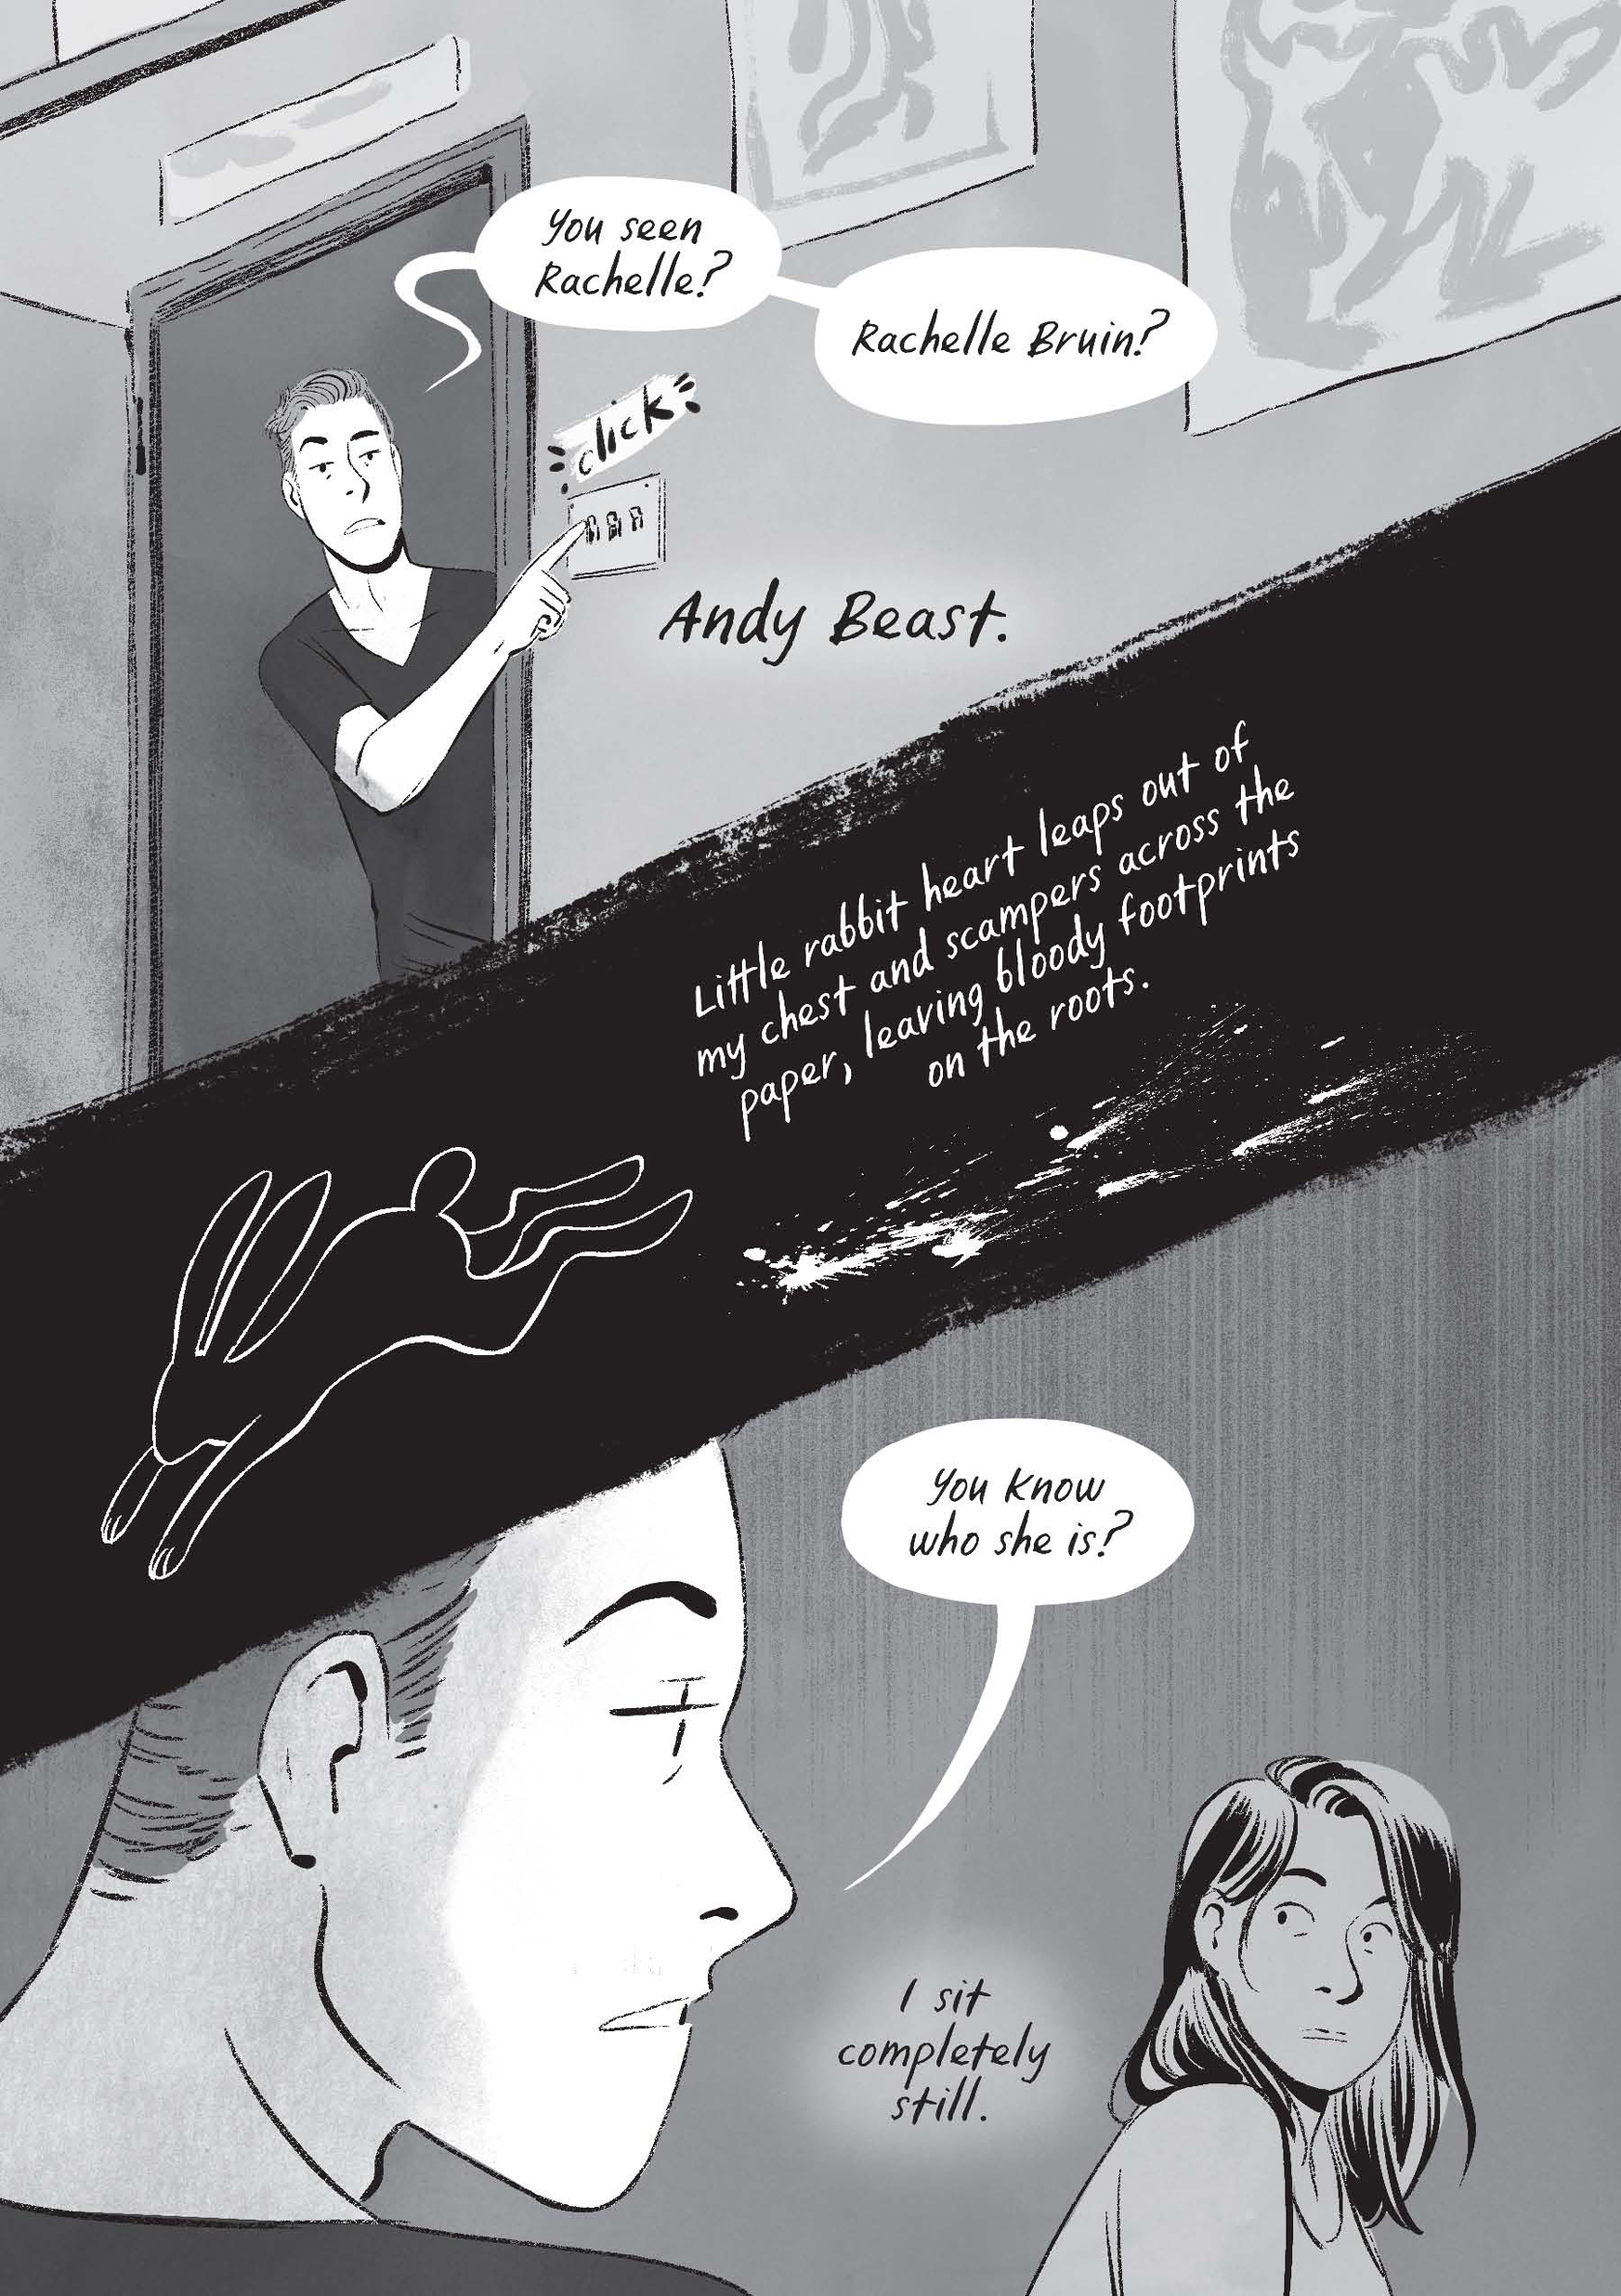 You seen
Rachelle?
Rachelle Bruin?
click
Andy Beast.
Little rabbit heart leaps out of
my chest and scampers across the
paper, leaving bloody footprints
on the roots.
You know
who she is?
I sit
completely
still.